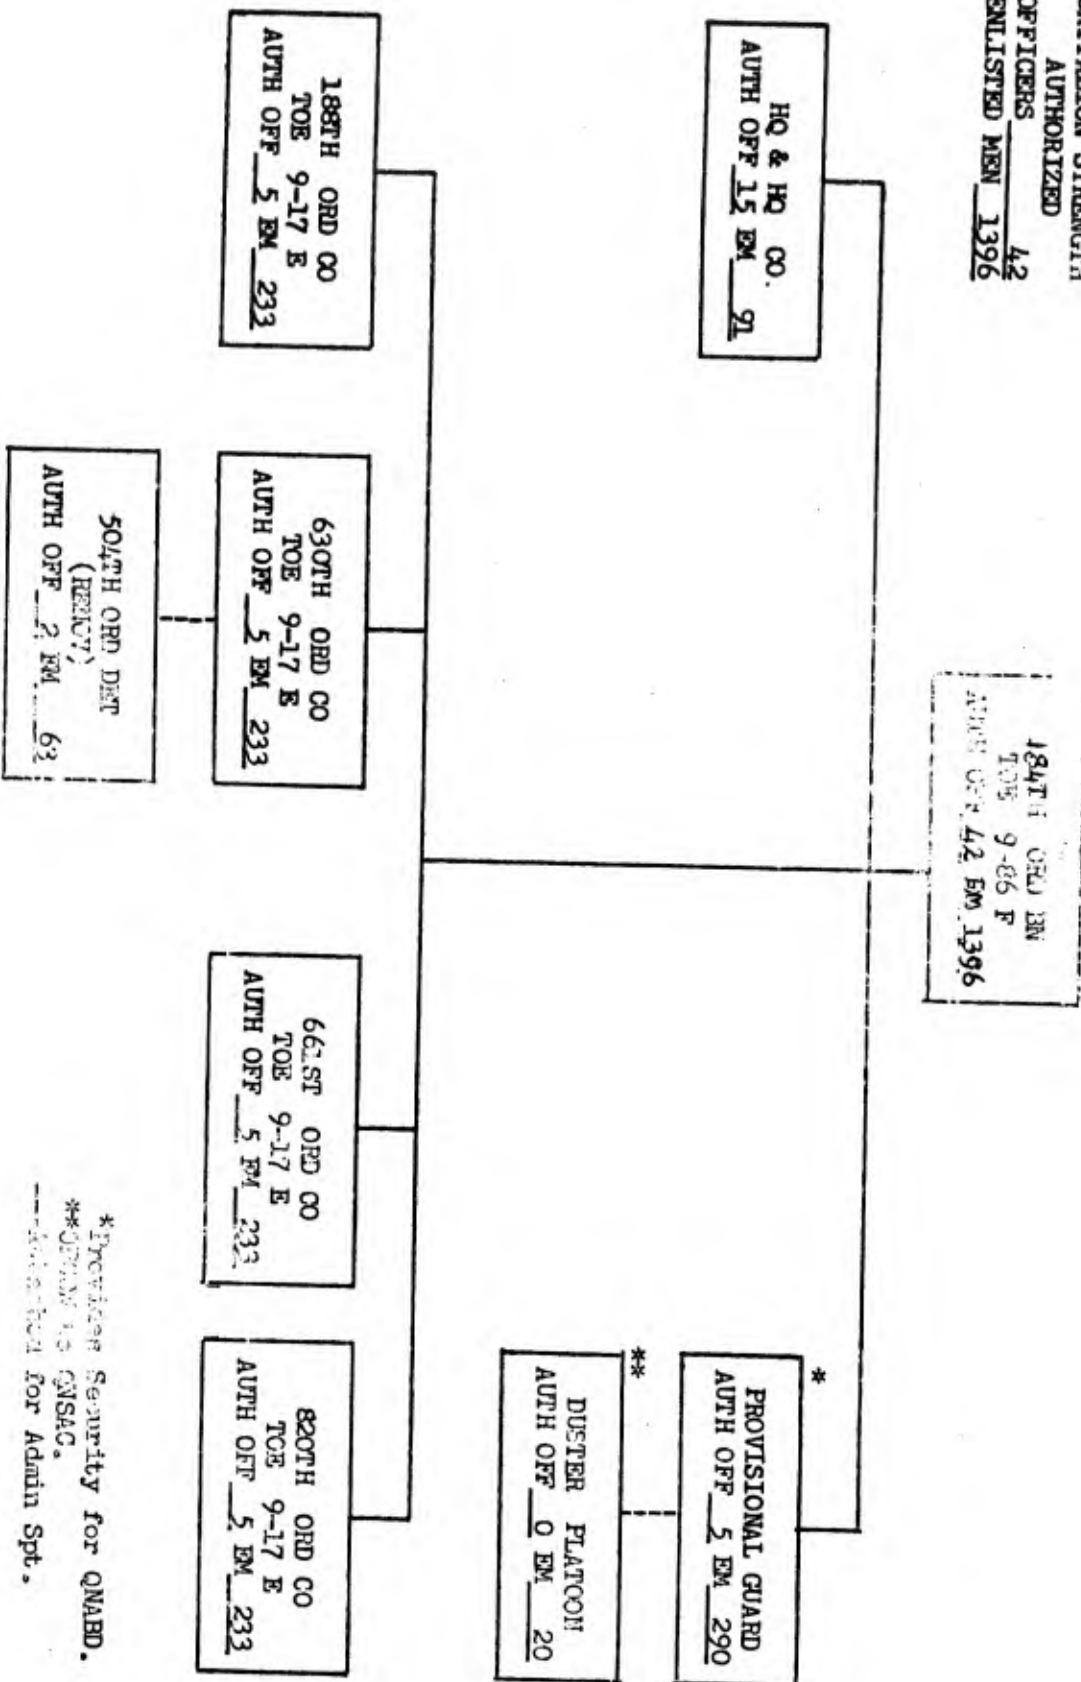 AUTHORIZED
OFFICERS 42
ENLISTED MEN 1396
184TH ORD BN
TOE 9-86 F
AUTH OFF 42 EM 1396
HQ & HQ CO.
AUTH OFF 15 EM 91
*
PROVISIONAL GUARD
AUTH OFF 5 EM 290
**
DUSTER PLATOON
AUTH OFF 0 EM 20
188TH ORD CO
TOE 9-17 E
AUTH OFF 5 EM 233
630TH ORD CO
TOE 9-17 E
AUTH OFF 5 EM 233
661ST ORD CO
TOE 9-17 E
AUTH OFF 5 EM 233
820TH ORD CO
TOE 9-17 E
AUTH OFF 5 EM 233
504TH ORD DET
AUTH OFF 2 EM
*Provides Security for QNABD.
** QNSAC.
for Admin Spt.